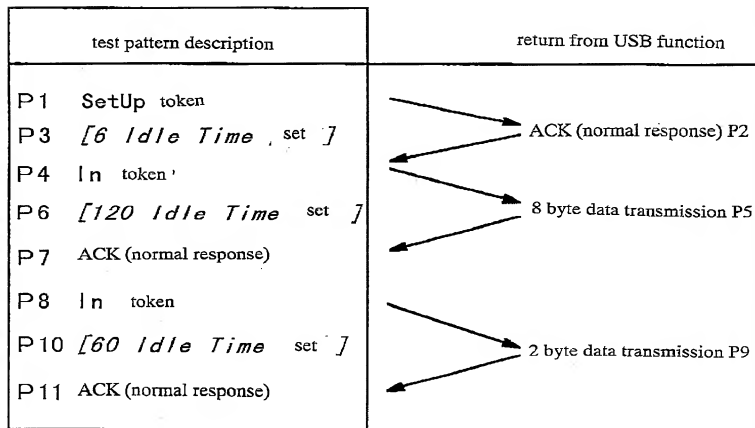 test pattern description
return from USB function
P1 SetUp token
ACK (normal response) P2
P3 [6 Idle Time set ]
P4 In token
8 byte data transmission P5
P6 [120 Idle Time set ]
P7 ACK (normal response)
P8 In token
2 byte data transmission P9
P10 [60 Idle Time set ]
P11 ACK (normal response)